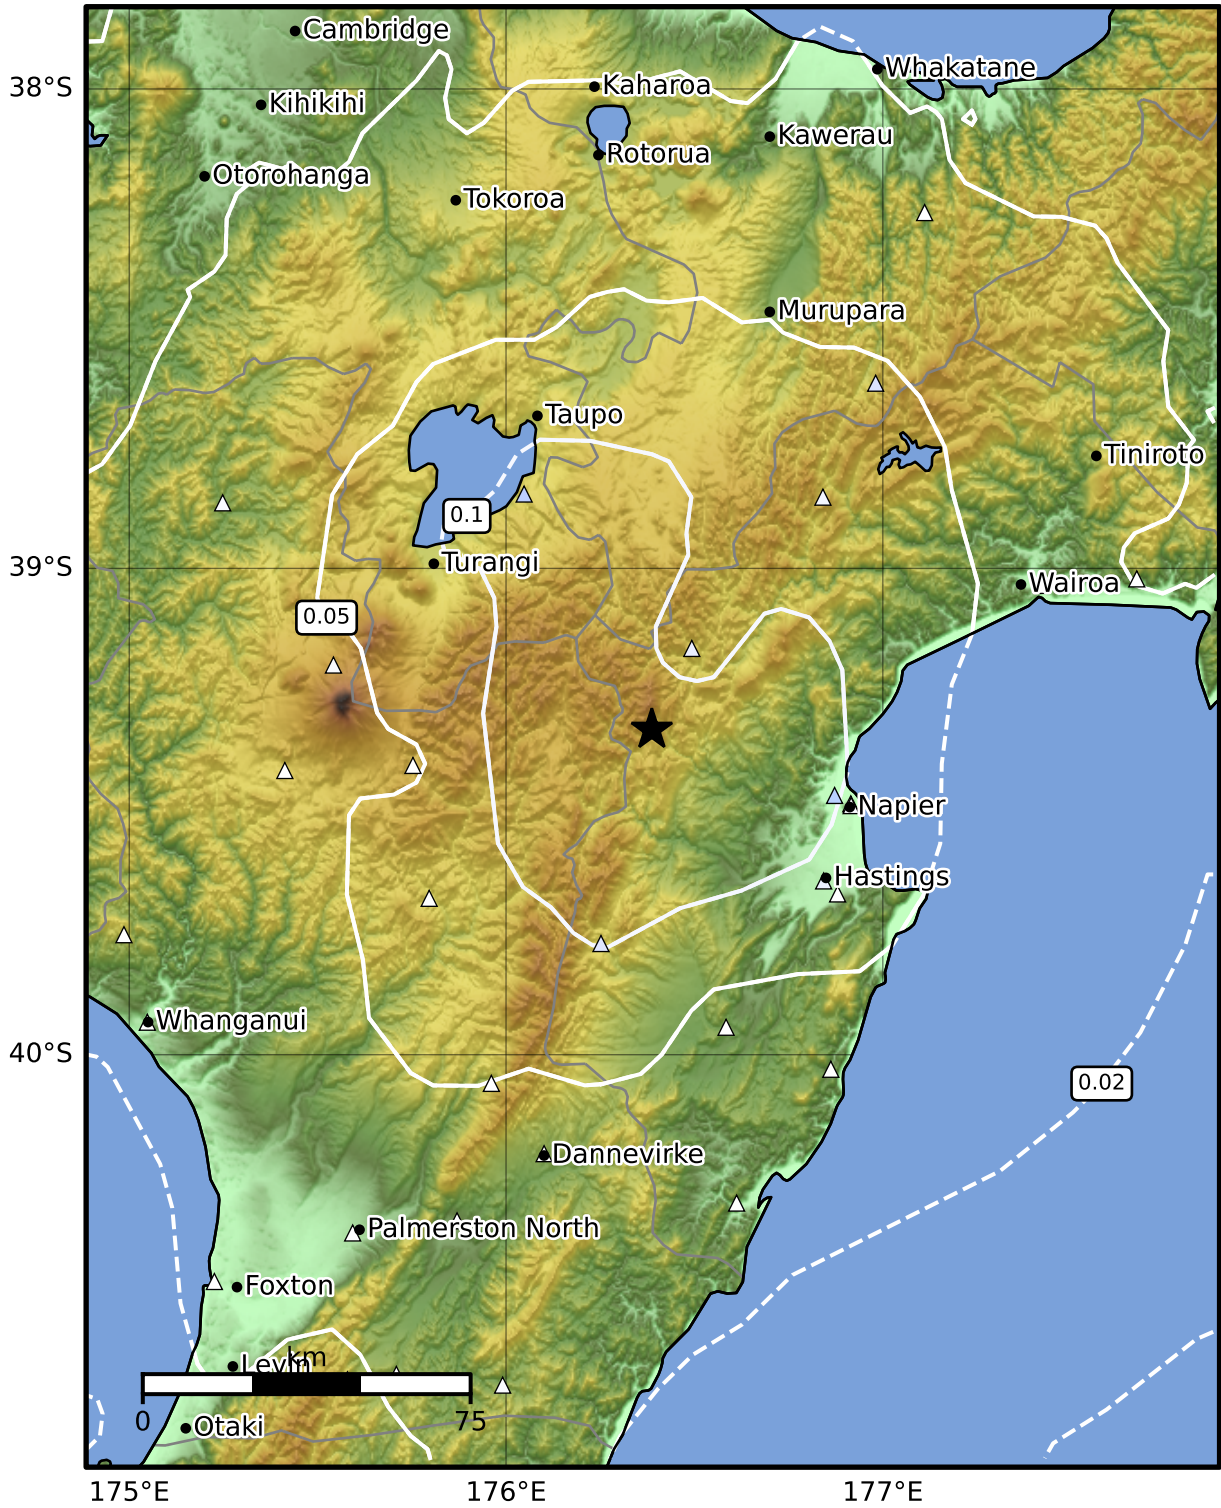 Cambridge
Whakatane
38°S
Kaharoa
Kihikihi
Kawerau
Rotorua
Otorohanga
Tokoroa
Murupara
Taupo
Tiniroto
0.1
39°S
Turangi
Wairoa
0.05
Napier
Hastings
Whanganui
40°S
0.02
Dannevirke
Palmerston North
Foxton
Levin
km
0
75
Otaki
175°E
176°E
177°E